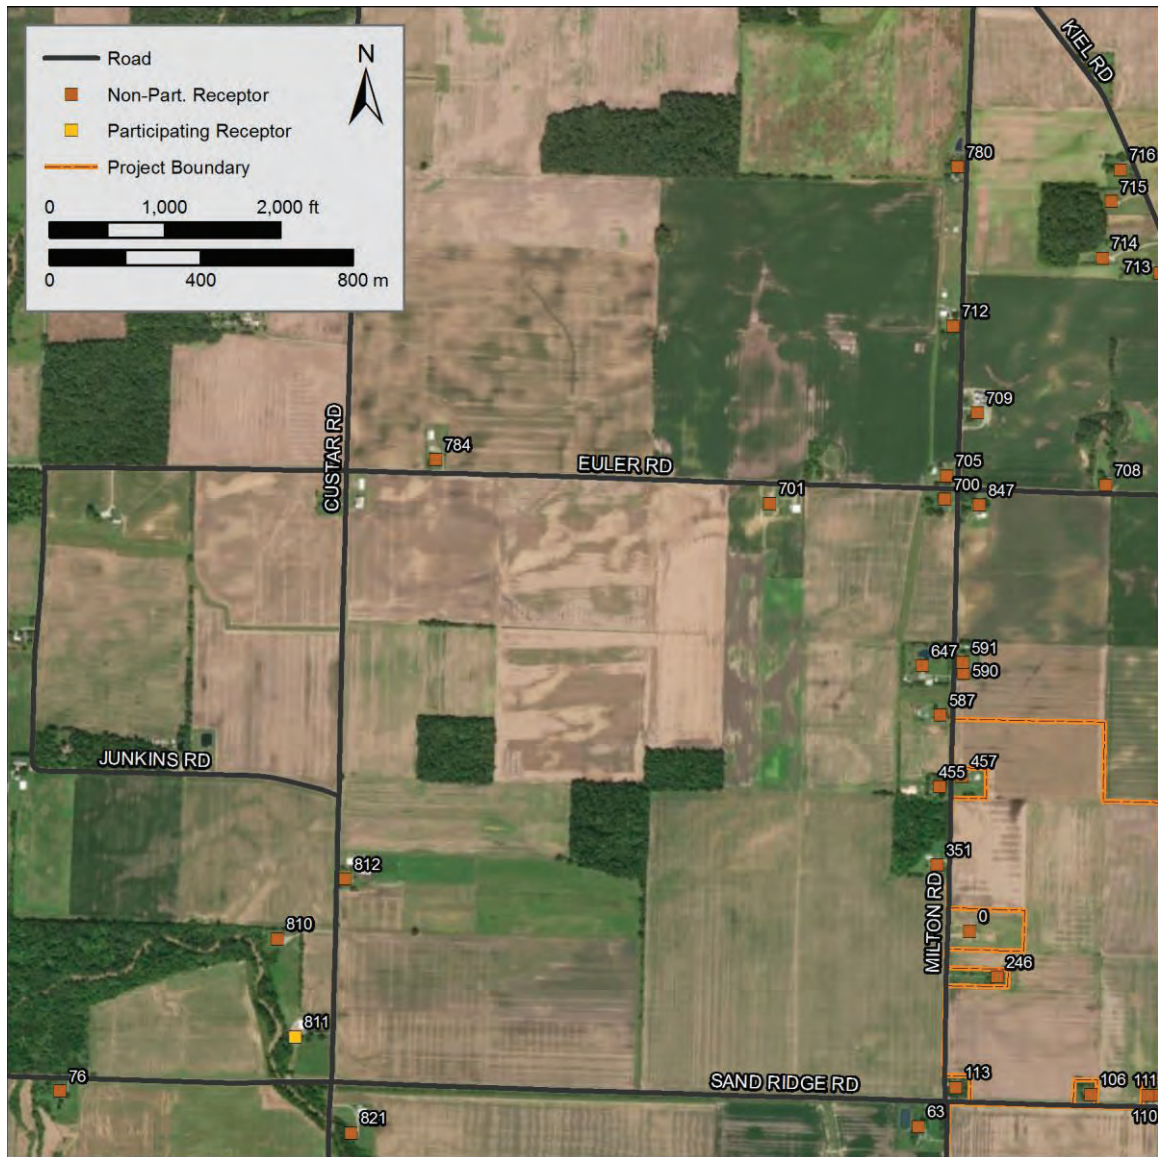 Road
N
Non-Part. Receptor
Participating Receptor
Project Boundary
0 1,000 2,000 ft
0 400 800 m
KIEL RD
780
716
715
714
713
712
709
CUSTAR RD
784
EULER RD
705
708
701
700
847
647
591
590
587
JUNKINS RD
455
457
351
812
MILTON RD
0
810
246
811
76
SAND RIDGE RD
113
106
111
821
63
110